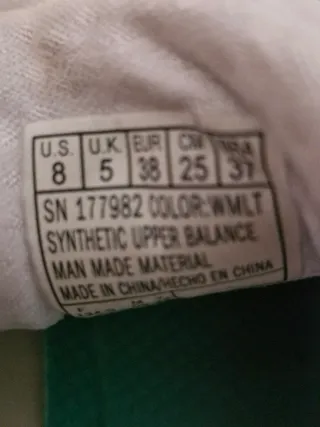 U.S. U.K. EUR CM
8 5 38 25 37
SN 177982 COLOR:WMLT
SYNTHETIC UPPER BALANCE
MAN MADE MATERIAL
MADE IN CHINA/HECHO EN CHINA